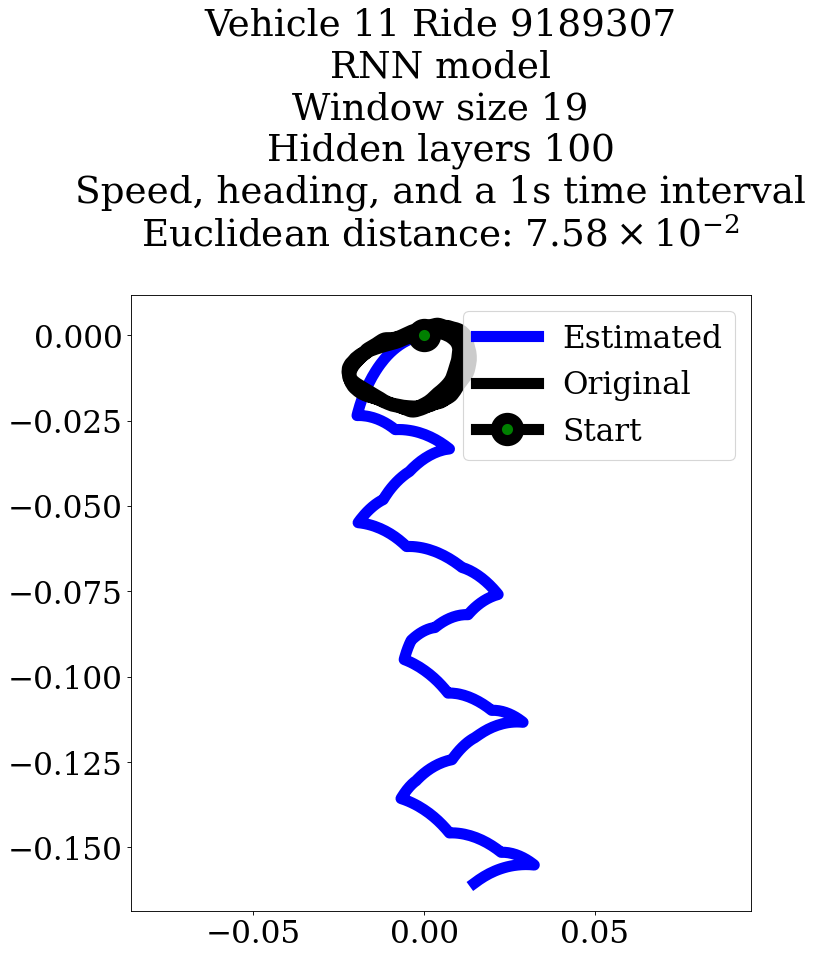 Vehicle 11 Ride 9189307
RNN model
Window size 19
Hidden layers 100
Speed, heading, and a 1s time interval
Euclidean distance: 7.58 × 10⁻²
Estimated
Original
Start
0.000
−0.025
−0.050
−0.075
−0.100
−0.125
−0.150
−0.05 0.00 0.05